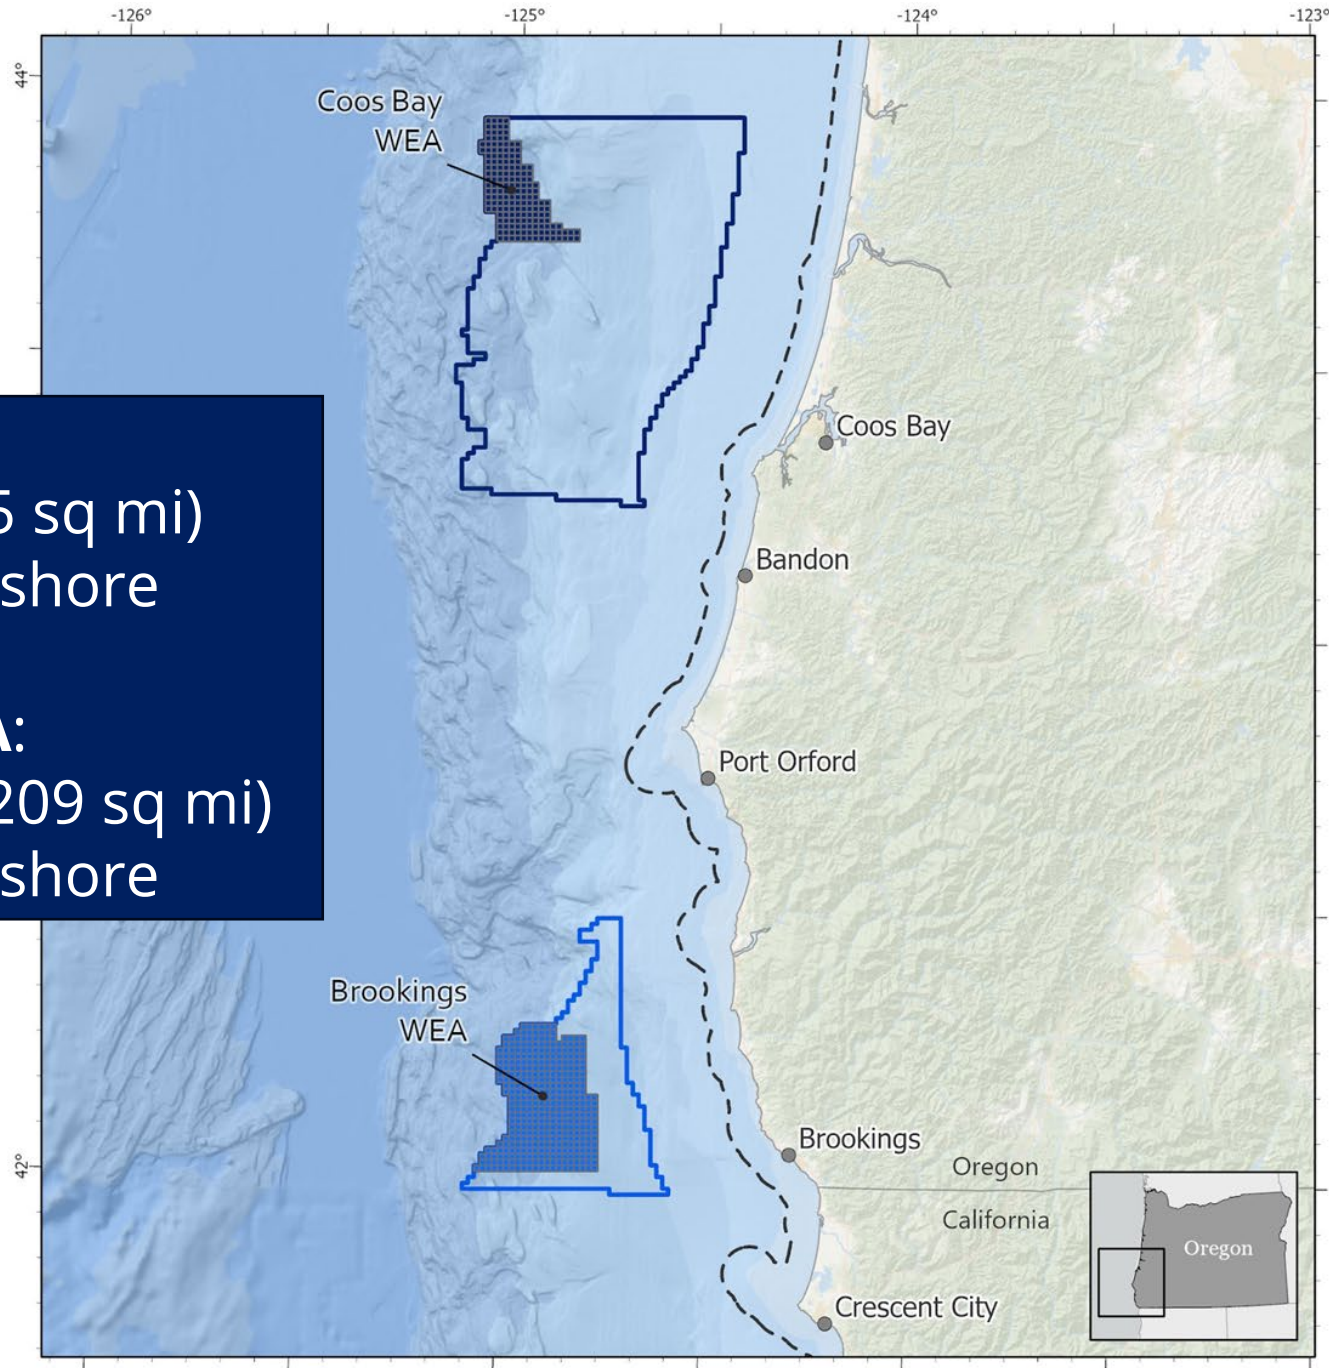 -126°
-125°
-124°
-123°
44°
Coos Bay
WEA
Coos Bay
sq mi)
shore
Bandon
:
209 sq mi)
shore
Port Orford
Brookings
WEA
Brookings
42°
Oregon
California
Oregon
Crescent City